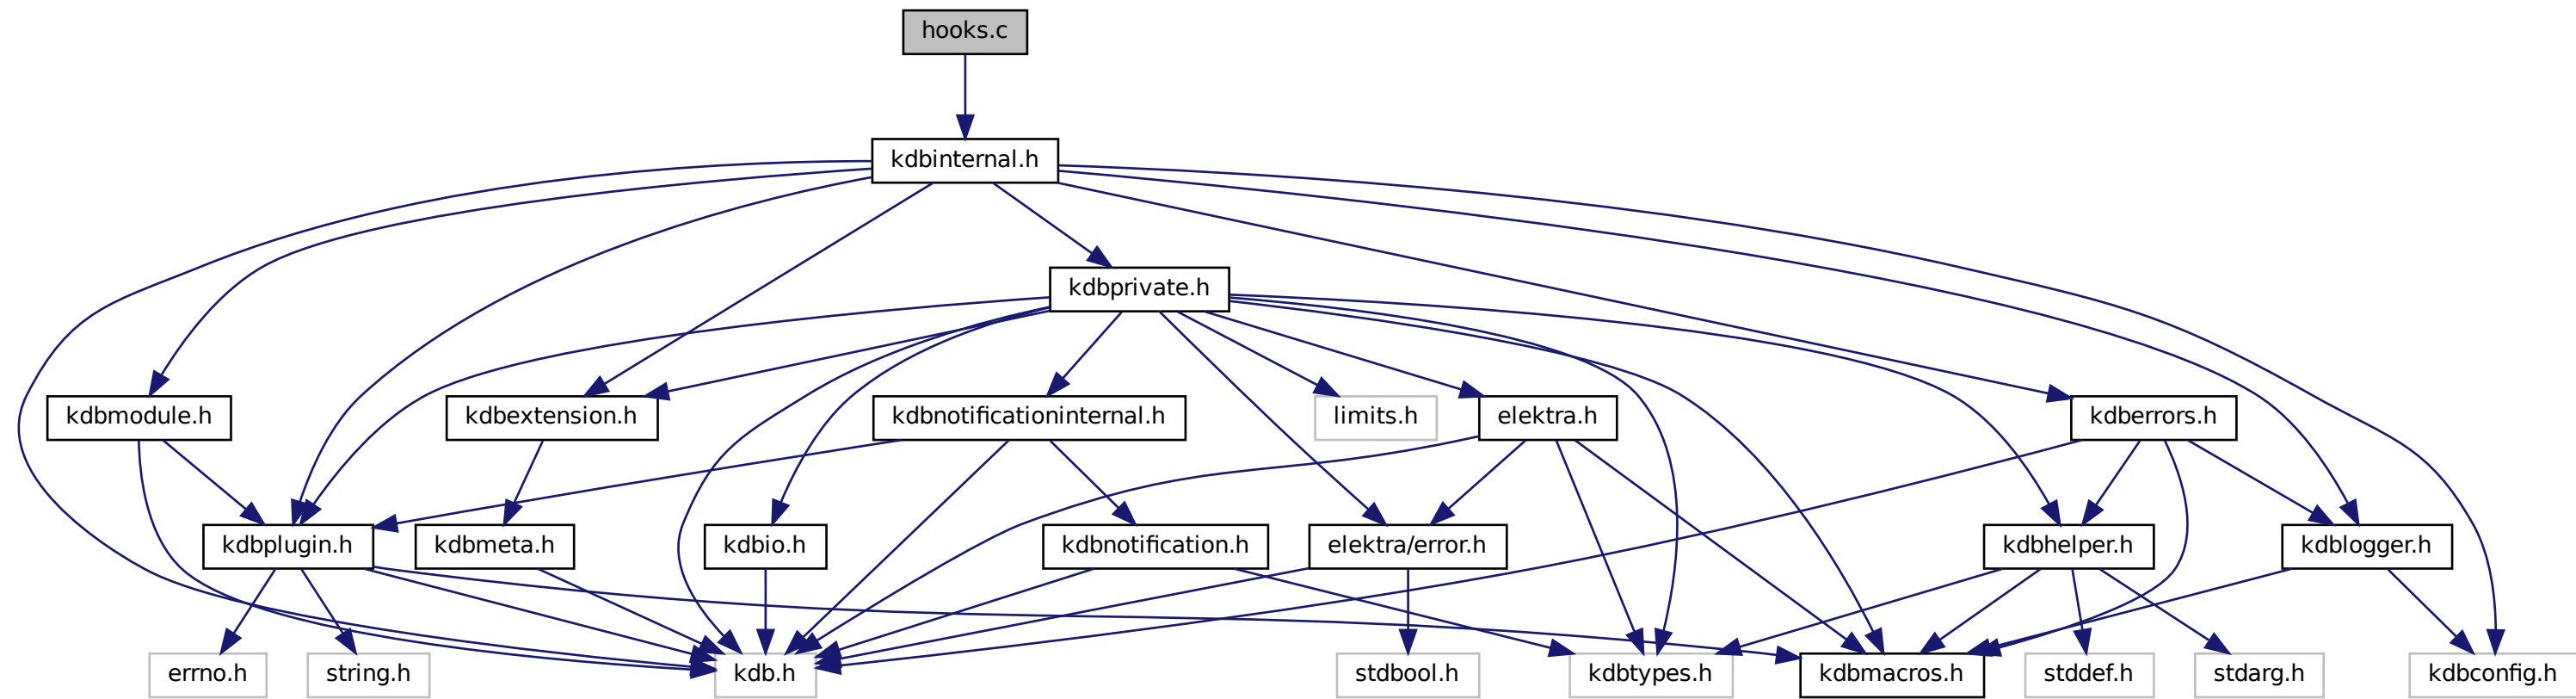 hooks.c
kdbinternal.h
kdbprivate.h
kdbmodule.h
kdbextension.h
kdbnotificationinternal.h
limits.h
elektra.h
kdberrors.h
kdbplugin.h
kdbmeta.h
kdbio.h
kdbnotification.h
elektra/error.h
kdbhelper.h
kdblogger.h
errno.h
string.h
kdb.h
stdbool.h
kdbtypes.h
kdbmacros.h
stddef.h
stdarg.h
kdbconfig.h